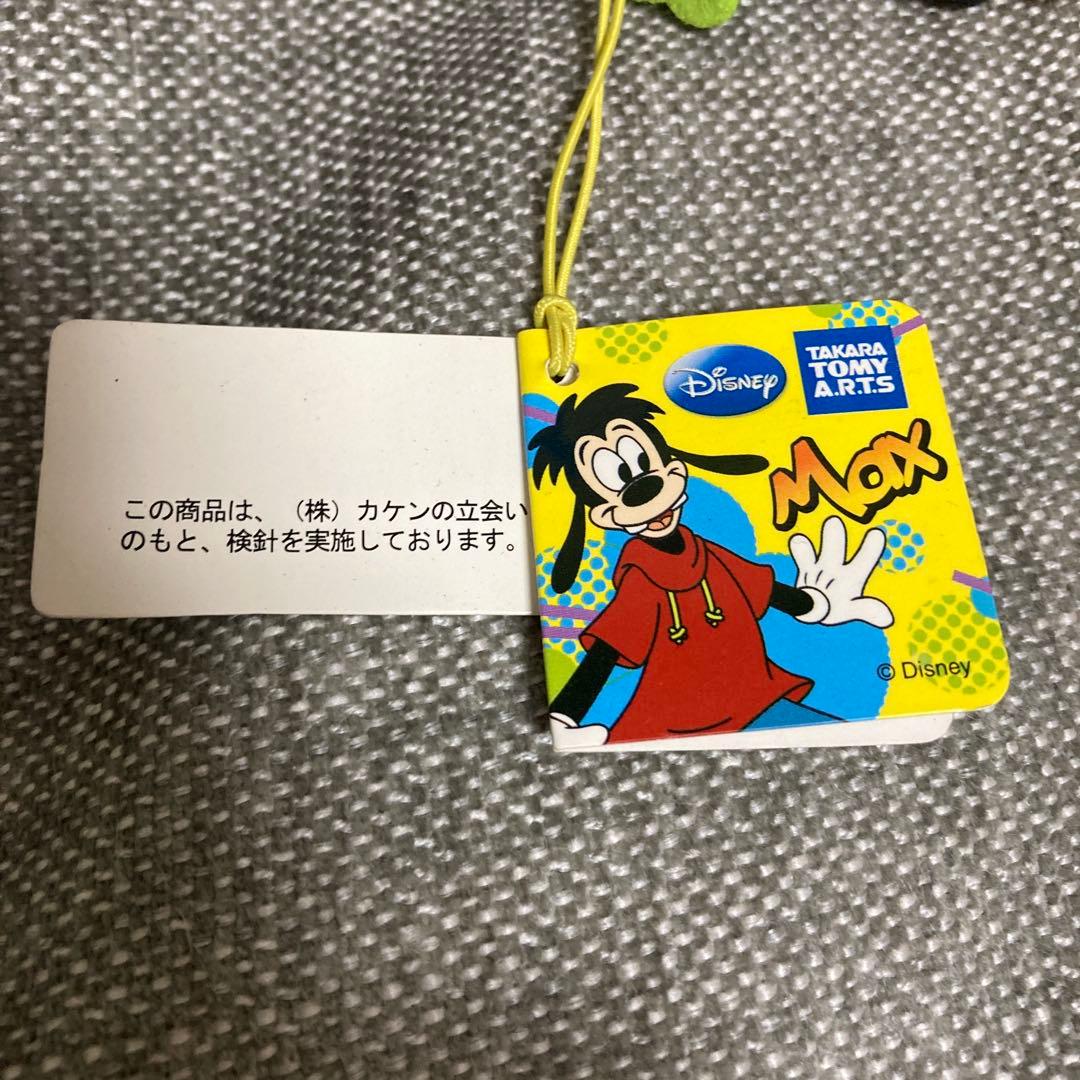 この商品は、（株）カケンの立会い
のもと、検針を実施しております。
Disney
TAKARA
TOMY
A.R.T.S
Max
© Disney